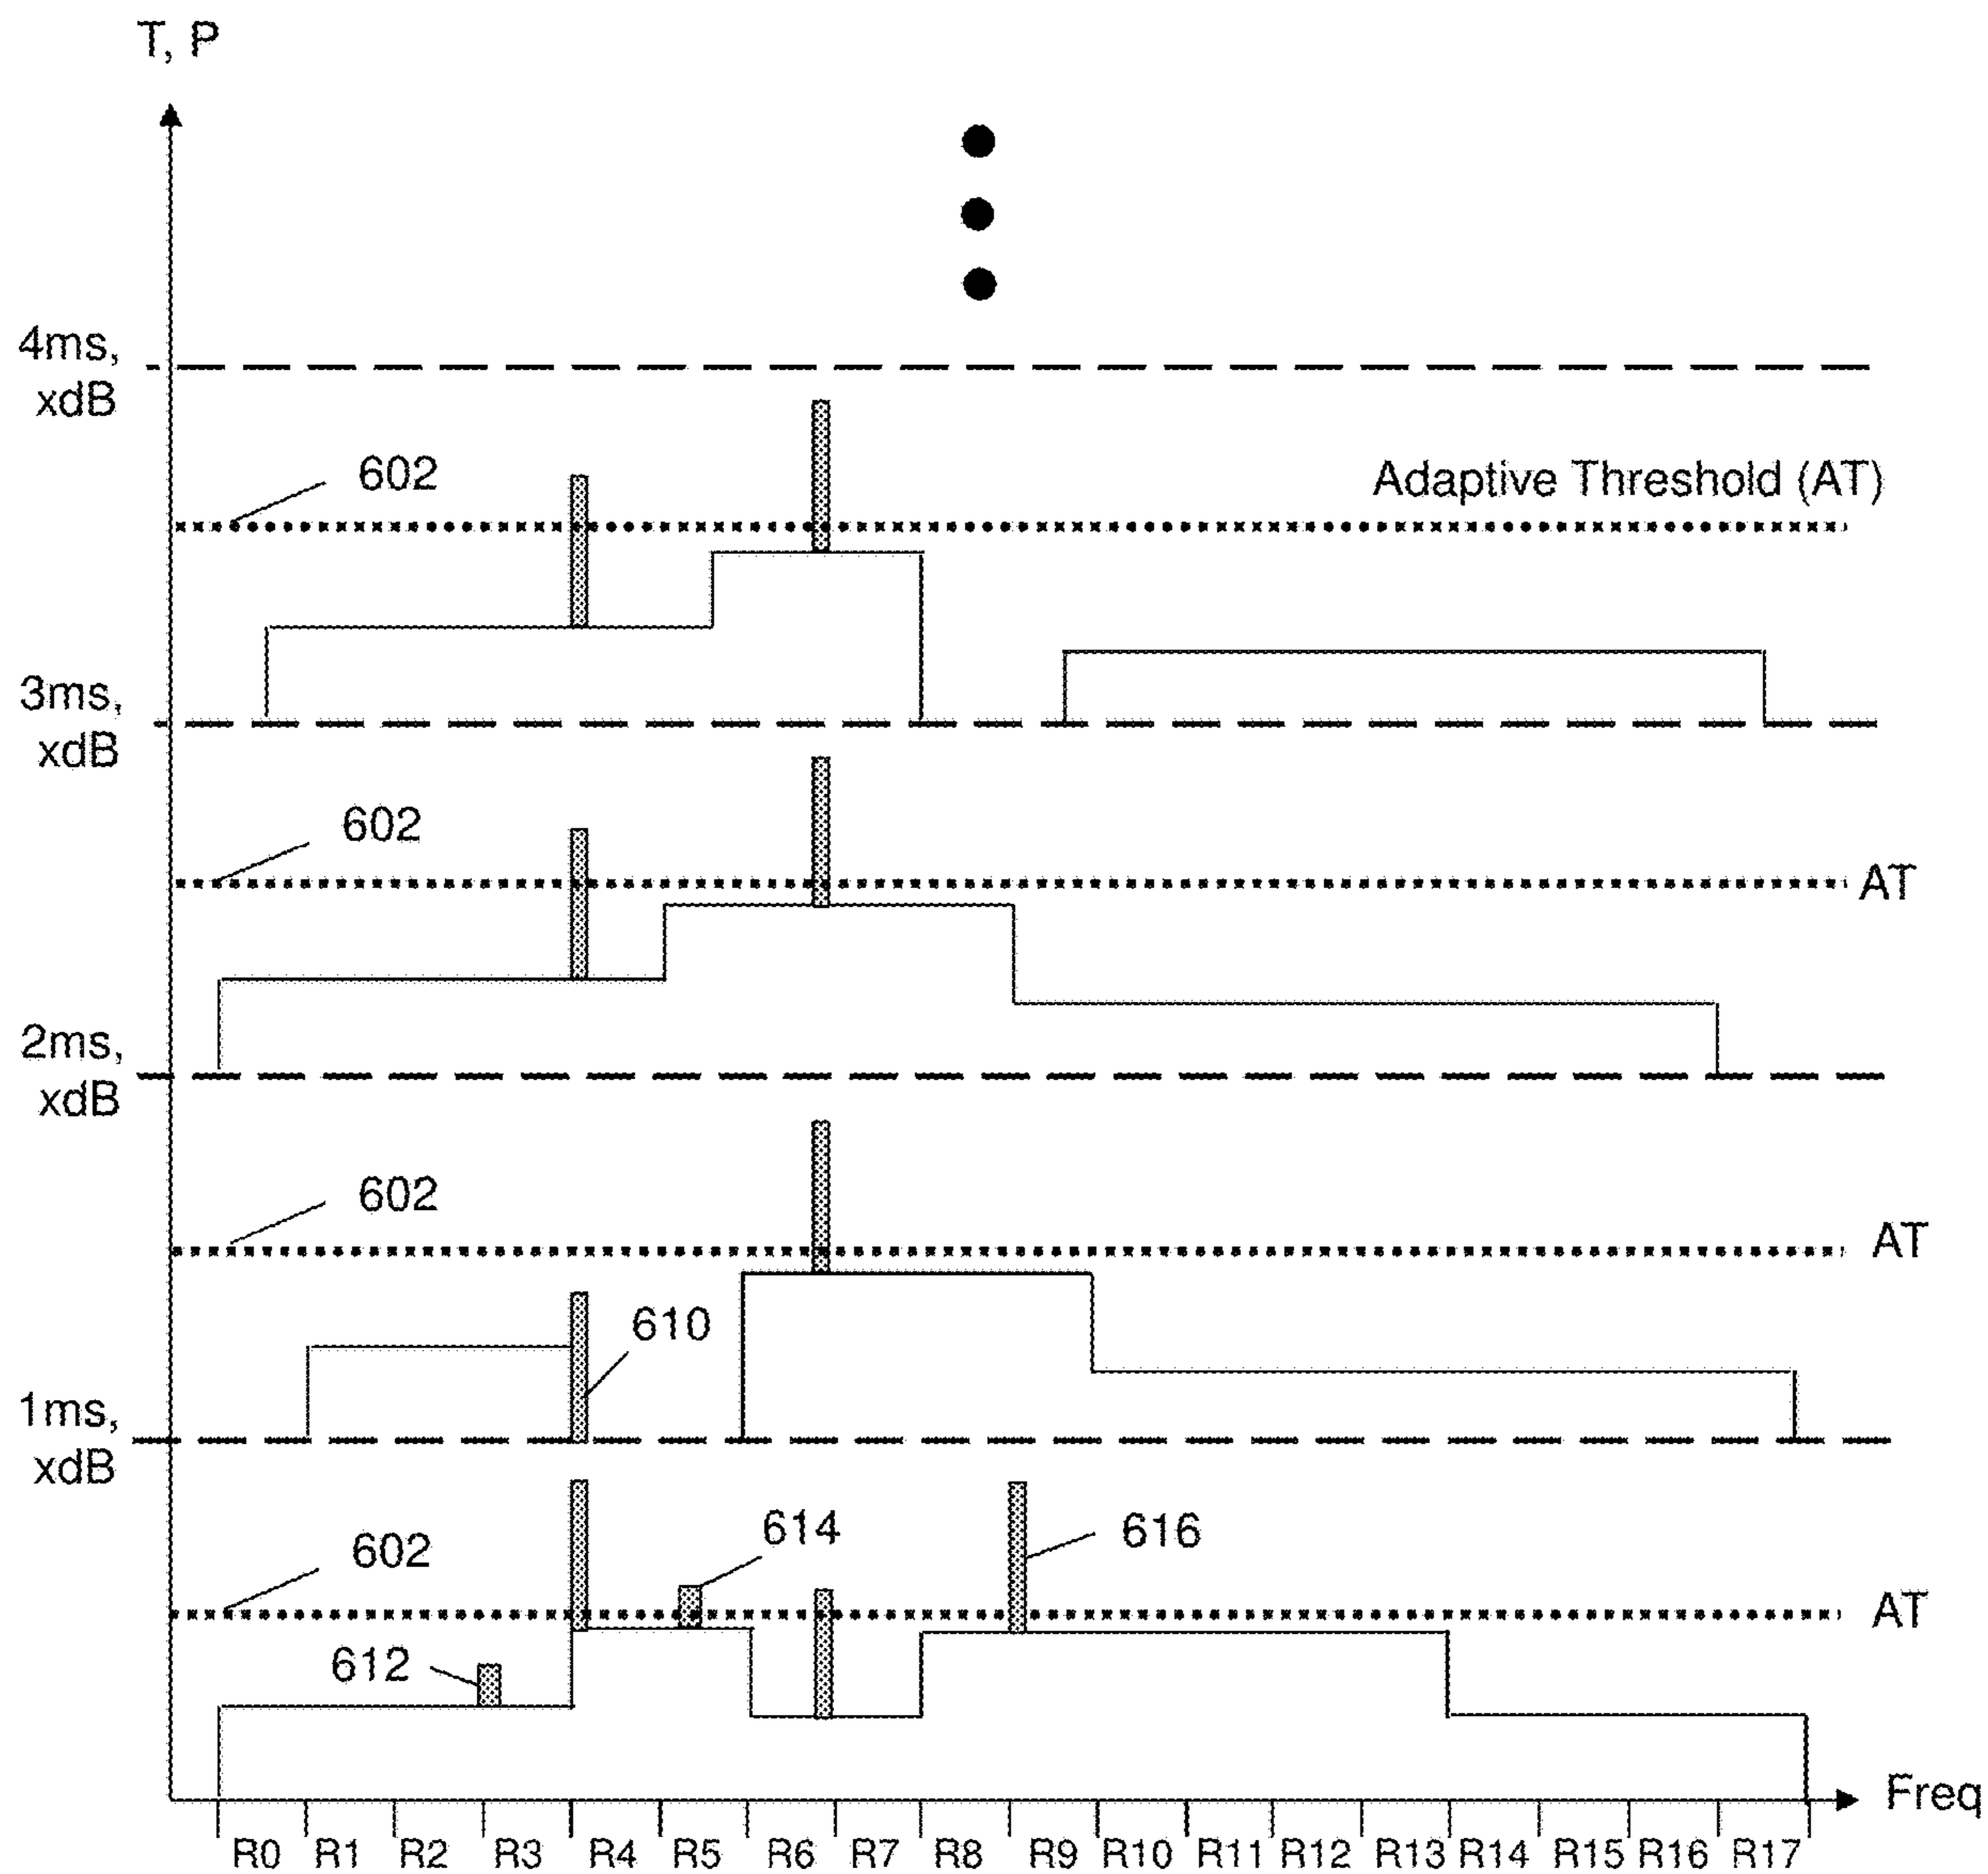 T, P
4ms,
xdB
602
Adaptive Threshold (AT)
3ms,
xdB
602
AT
2ms,
xdB
602
AT
610
1ms,
xdB
614
616
602
AT
612
Freq
R0 R1 R2 R3 R4 R5 R6 R7 R8 R9 R10 R11 R12 R13 R14 R15 R16 R17